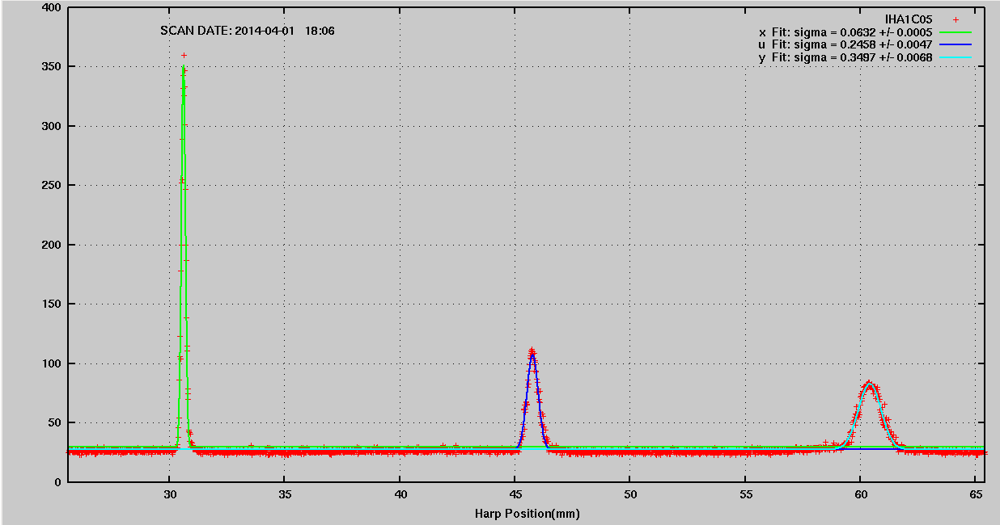 400
350
300
250
200
150
100
50
0
SCAN DATE: 2014-04-01 18:06
IHA1C05
x Fit: sigma = 0.0632 +/- 0.0005
u Fit: sigma = 0.2458 +/- 0.0047
y Fit: sigma = 0.3497 +/- 0.0068
30 35 40 45 50 55 60 65
Harp Position(mm)